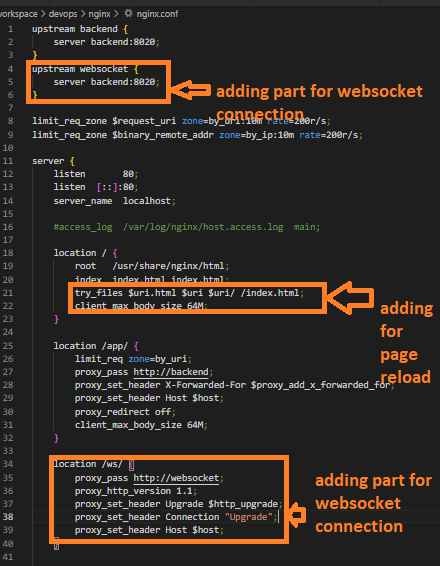 workspace > devops > nginx > nginx.conf
1 upstream backend {
2 server backend:8020;
3 }
4 upstream websocket {
5 server backend:8020;
6 }
7
8 limit_req_zone $request_uri zone=by_uri:10m rate=200r/s;
9 limit_req_zone $binary_remote_addr zone=by_ip:10m rate=200r/s;
10
11 server {
12 listen 80;
13 listen [::]:80;
14 server_name localhost;
15
16 #access_log /var/log/nginx/host.access.log main;
17
18 location / {
19 root /usr/share/nginx/html;
20 index index.html index.html;
21 try_files $uri.html $uri $uri/ /index.html;
22 client_max_body_size 64M;
23 }
24
25 location /app/ {
26 limit_req zone=by_uri;
27 proxy_pass http://backend;
28 proxy_set_header X-Forwarded-For $proxy_add_x_forwarded_for;
29 proxy_set_header Host $host;
30 proxy_redirect off;
31 client_max_body_size 64M;
32 }
33
34 location /ws/ {
35 proxy_pass http://websocket;
36 proxy_http_version 1.1;
37 proxy_set_header Upgrade $http_upgrade;
38 proxy_set_header Connection "Upgrade";
39 proxy_set_header Host $host;
40 }
41
adding part for websocket
connection
adding
for
page
reload
adding part for
websocket
connection